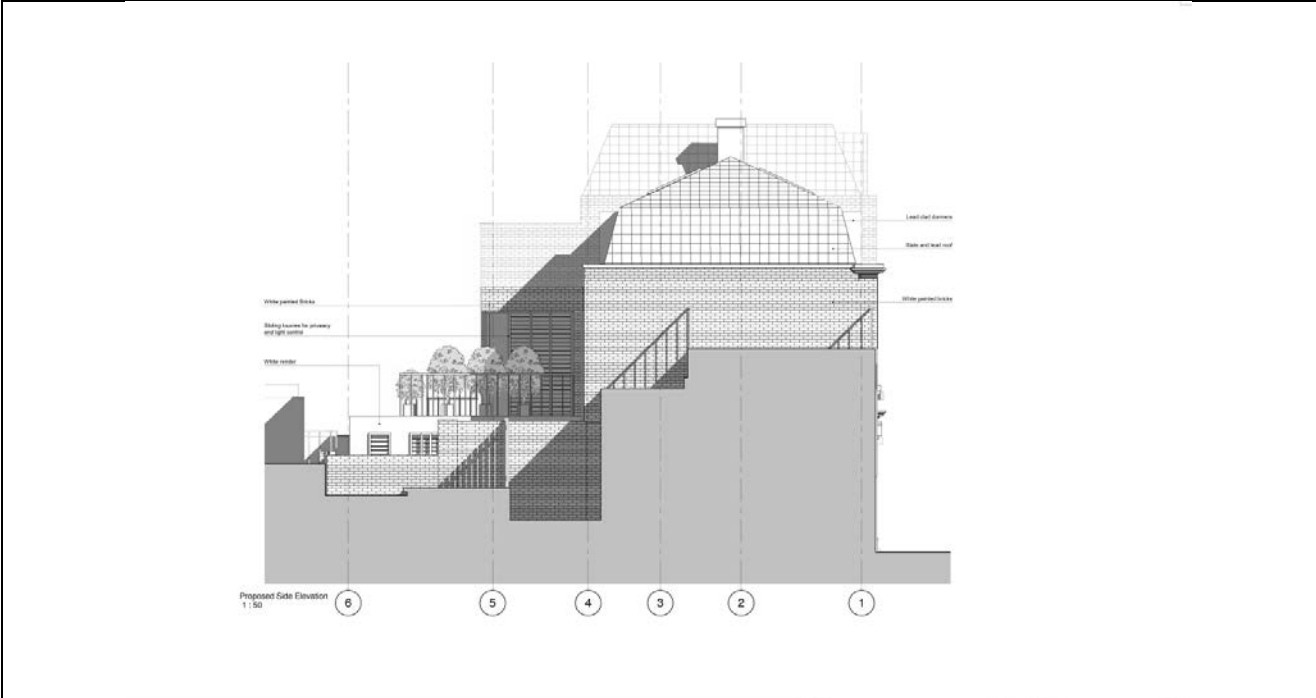 Lead clad dormers
Slate and lead roof
White painted bricks
White painted Bricks
Sliding louvres for privacy
and light control
White render
Proposed Side Elevation
1 : 50
6
5
4
3
2
1